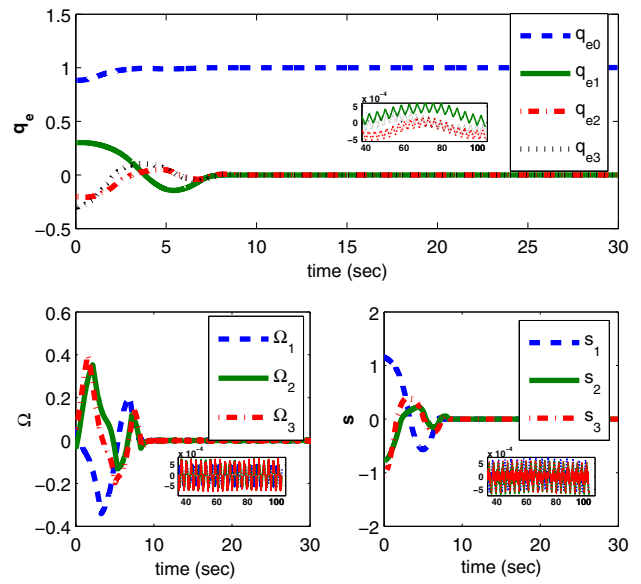 1.5
1
0.5
0
−0.5
q_e
x 10^-4
5
0
−5
40 60 80 100
0 5 10 15 20 25 30
time (sec)
q_e0
q_e1
q_e2
q_e3
0.6
0.4
0.2
0
−0.2
−0.4
Ω
Ω_1
Ω_2
Ω_3
x 10^-4
5
0
−5
40 60 80 100
0 10 20 30
time (sec)
2
1
0
−1
−2
s
s_1
s_2
s_3
x 10^-4
5
0
−5
40 60 80 100
0 10 20 30
time (sec)